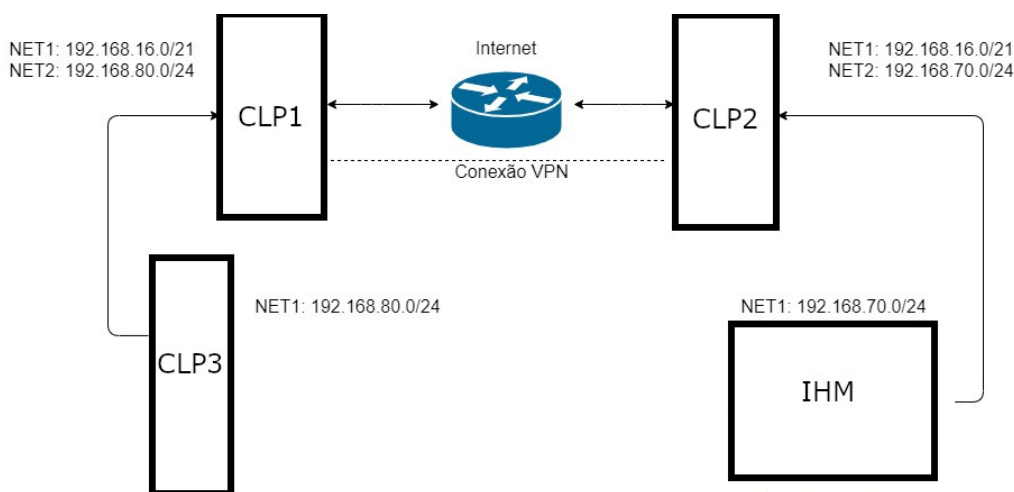 NET1: 192.168.16.0/21
NET2: 192.168.80.0/24
CLP1
Internet
Conexão VPN
CLP2
NET1: 192.168.16.0/21
NET2: 192.168.70.0/24
CLP3
NET1: 192.168.80.0/24
NET1: 192.168.70.0/24
IHM